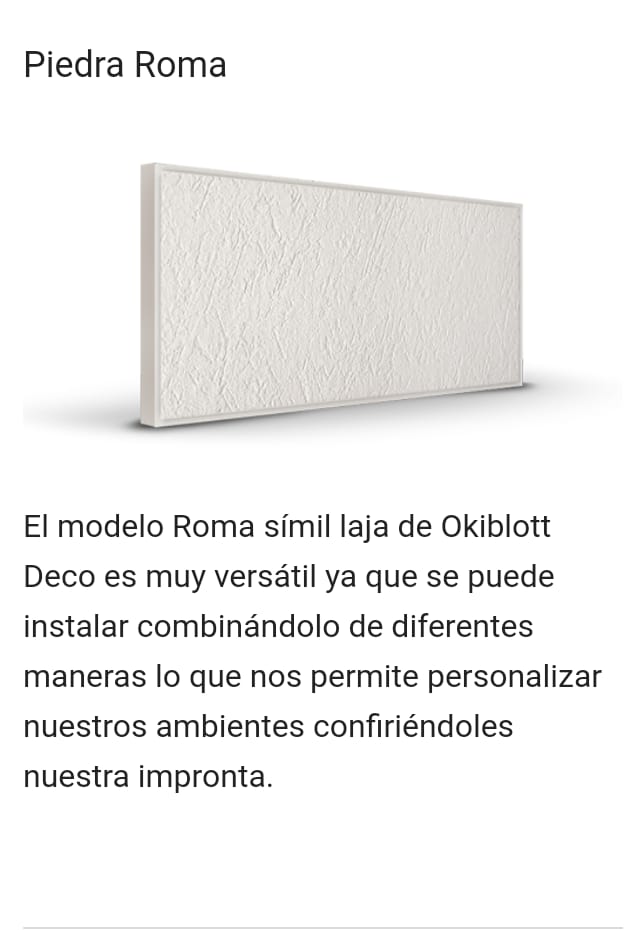 Piedra Roma
El modelo Roma símil laja de Okiblott
Deco es muy versátil ya que se puede
instalar combinándolo de diferentes
maneras lo que nos permite personalizar
nuestros ambientes confiriéndoles
nuestra impronta.